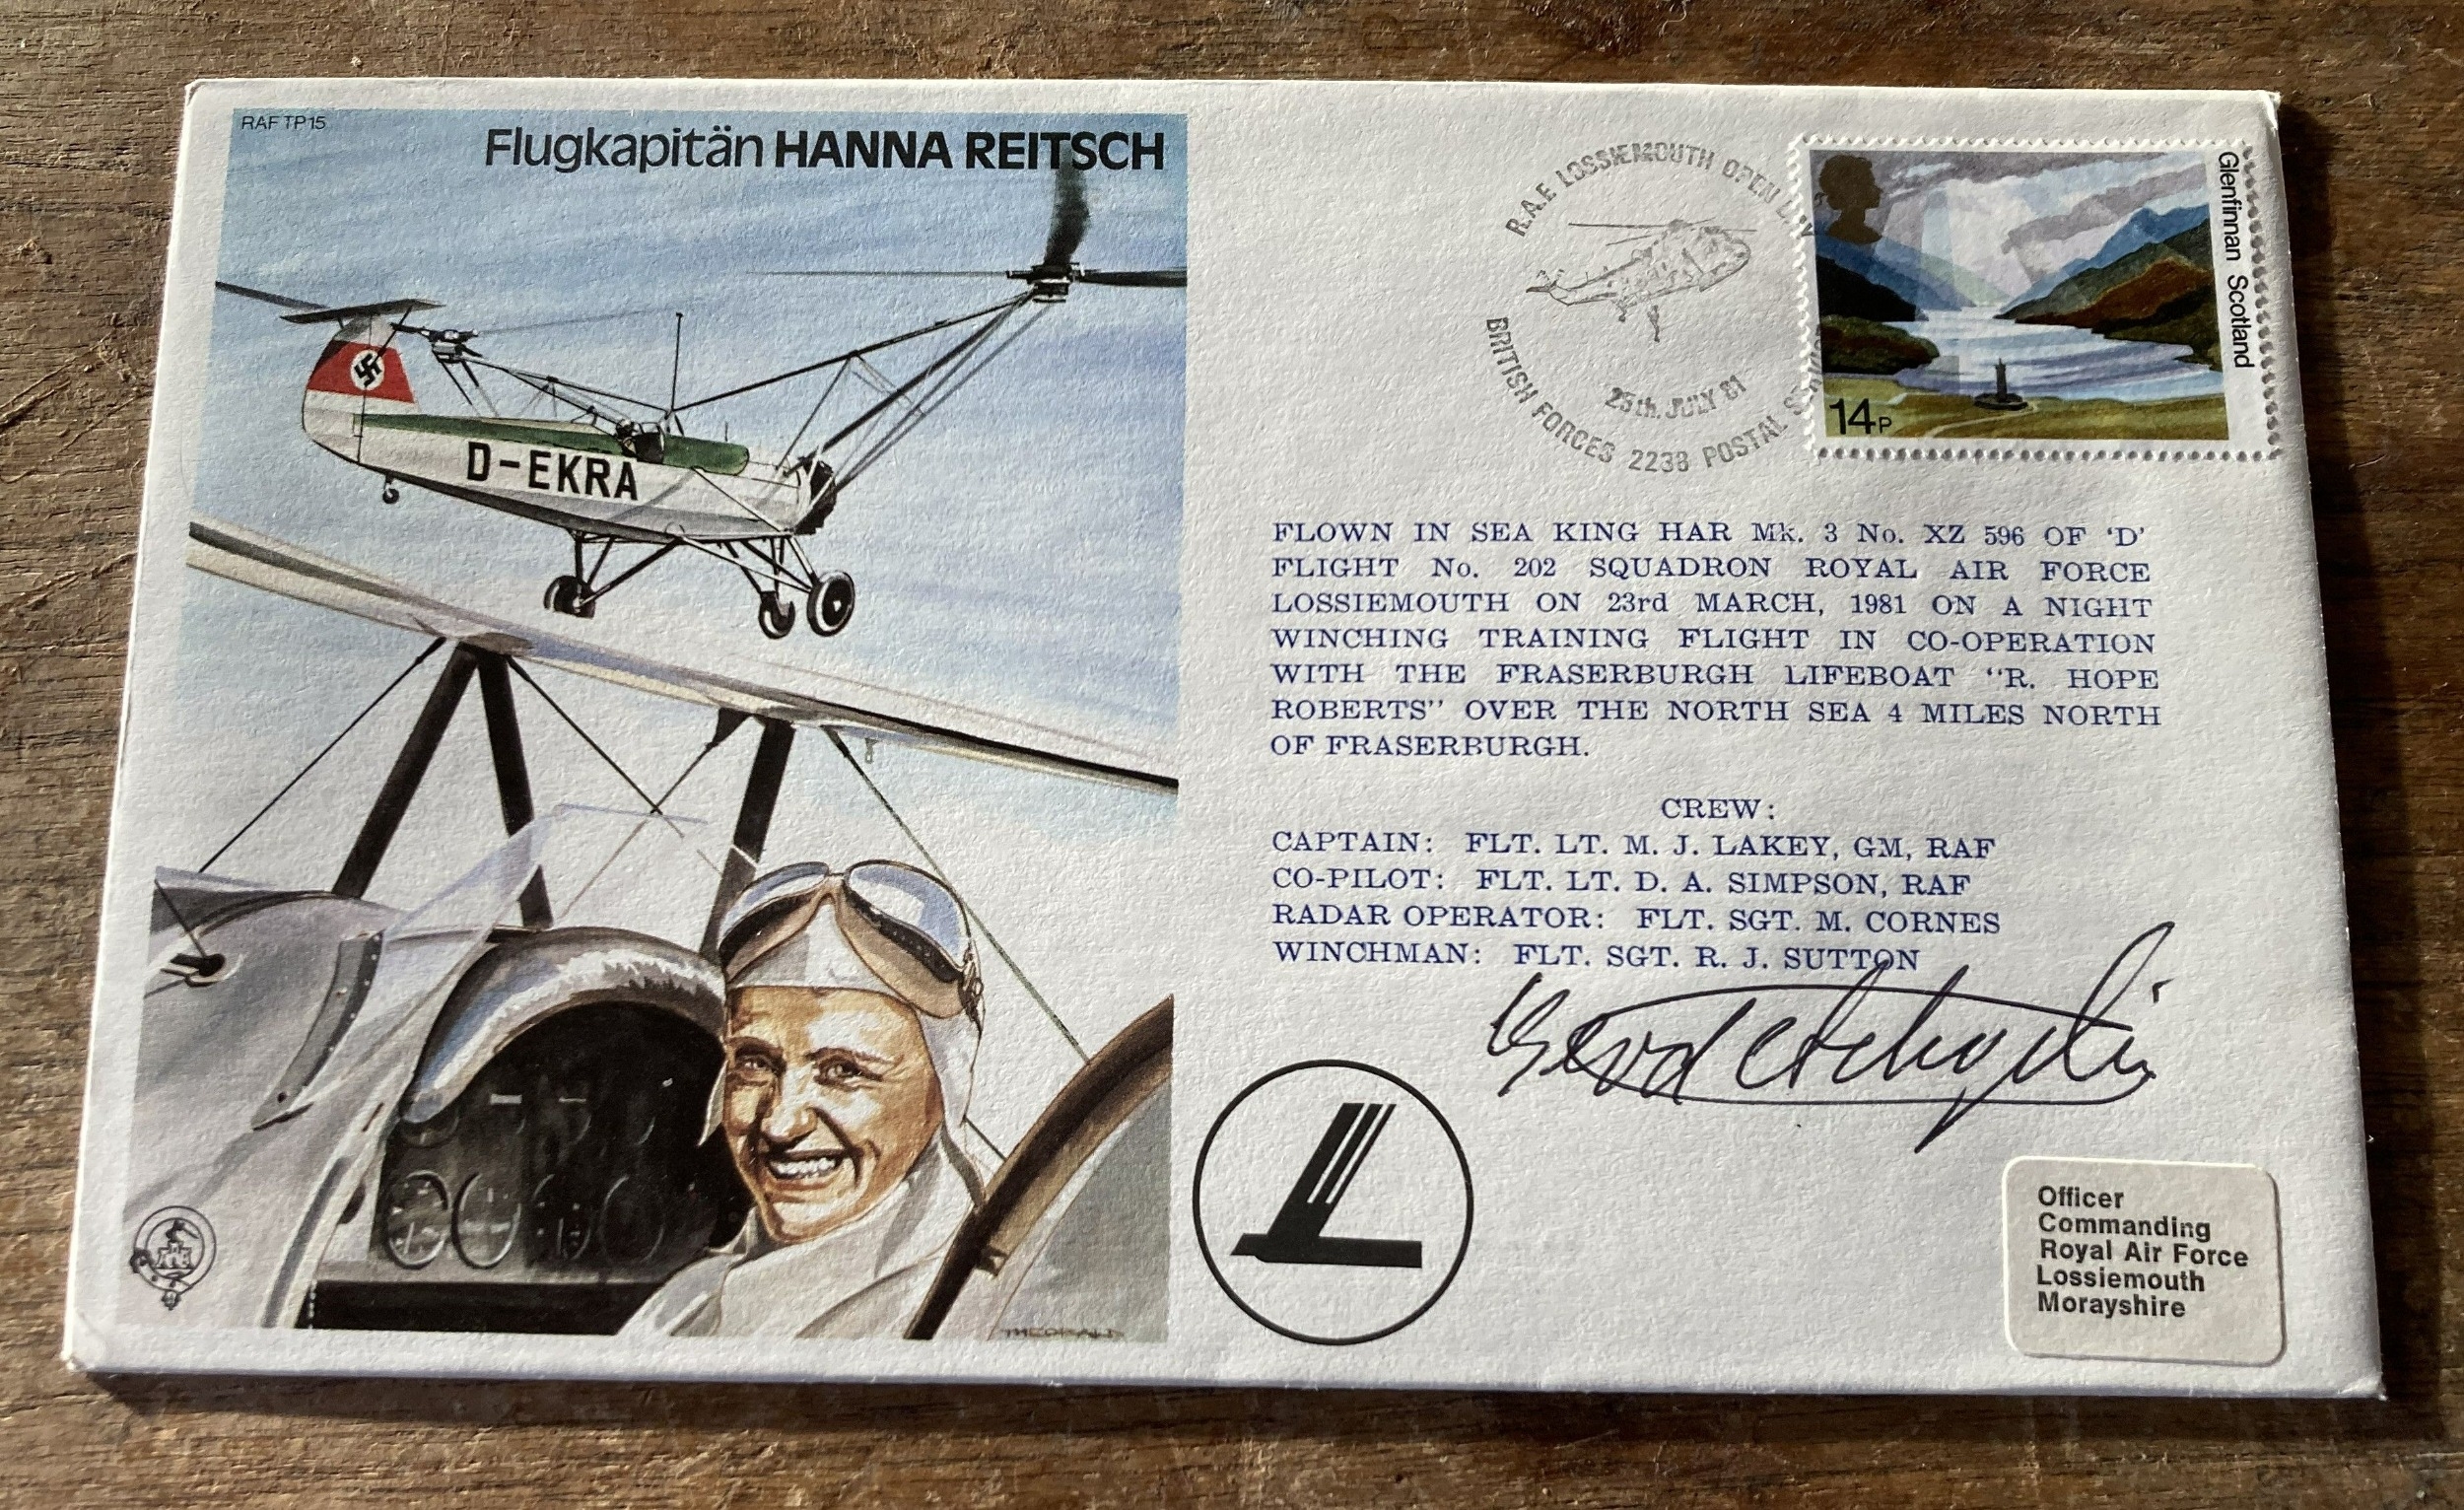 RAF TP15
Flugkapitän HANNA REITSCH
D-EKRA
R.A.F. LOSSIEMOUTH OPEN DAY
25th. JULY 81
BRITISH FORCES 2238 POSTAL
Glenfinnan Scotland
14P
FLOWN IN SEA KING HAR Mk. 3 No. XZ 596 OF ‘D’
FLIGHT No. 202 SQUADRON ROYAL AIR FORCE
LOSSIEMOUTH ON 23rd MARCH, 1981 ON A NIGHT
WINCHING TRAINING FLIGHT IN CO-OPERATION
WITH THE FRASERBURGH LIFEBOAT “R. HOPE
ROBERTS” OVER THE NORTH SEA 4 MILES NORTH
OF FRASERBURGH.
CREW:
CAPTAIN: FLT. LT. M. J. LAKEY, GM, RAF
CO-PILOT: FLT. LT. D. A. SIMPSON, RAF
RADAR OPERATOR: FLT. SGT. M. CORNES
WINCHMAN: FLT. SGT. R. J. SUTTON
Officer
Commanding
Royal Air Force
Lossiemouth
Morayshire